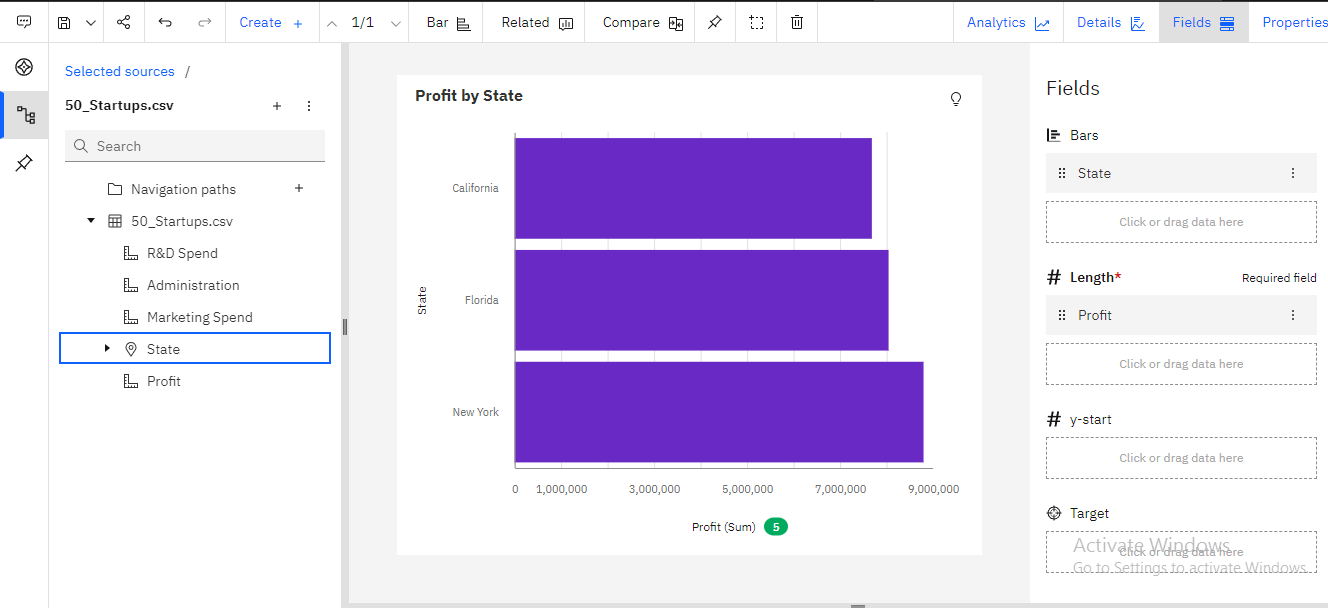 Create +
1/1
Bar
Related
Compare
Analytics
Details
Fields
Properties
Selected sources /
50_Startups.csv
Search
Navigation paths
50_Startups.csv
R&D Spend
Administration
Marketing Spend
State
Profit
Profit by State
State
California
Florida
New York
0 1,000,000 3,000,000 5,000,000 7,000,000 9,000,000
Profit (Sum) 5
Fields
Bars
State
Click or drag data here
# Length* Required field
Profit
Click or drag data here
# y-start
Click or drag data here
Target
Click or drag data here
Activate Windows
Go to Settings to activate Windows.